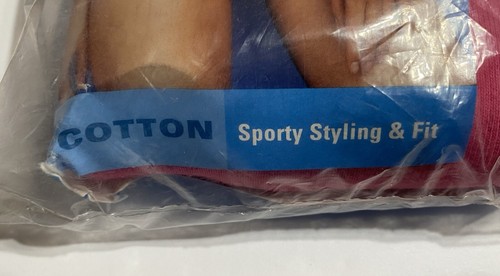 COTTON Sporty Styling & Fit